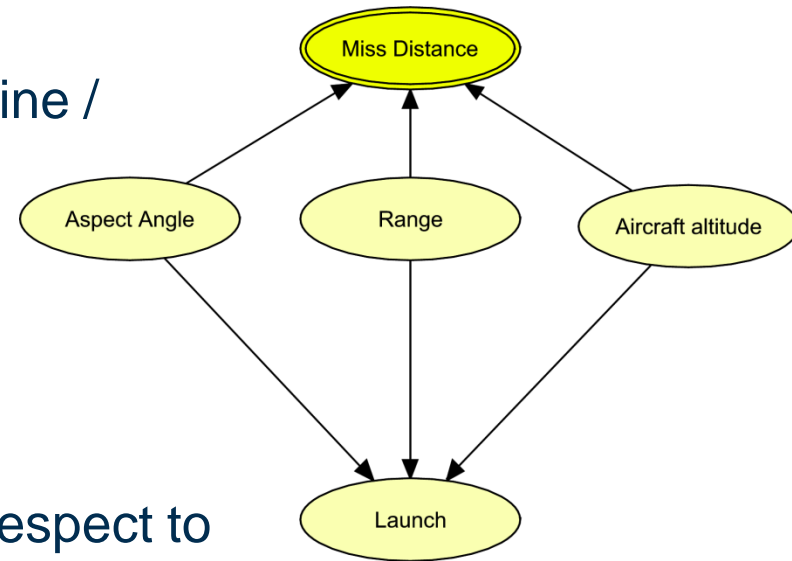 Miss Distance
ine /
Aspect Angle
Range
Aircraft altitude
espect to
Launch